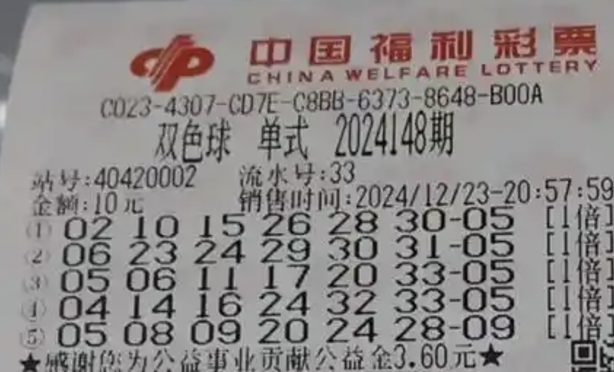 中国福利彩票
CHINA WELFARE LOTTERY
C023-4307-CD7E-C8BB-6373-8648-B00A
双色球 单式 2024148期
站号:40420002 流水号:33
金额:10元 销售时间:2024/12/23-20:57:59
① 02 10 15 26 28 30-05 [1倍]
② 06 23 24 29 30 31-05 [1倍]
③ 05 06 11 17 20 33-05 [1倍]
④ 04 14 16 24 32 33-05 [1倍]
⑤ 05 08 09 20 24 28-09 [1倍]
★感谢您为公益事业贡献公益金3.60元★